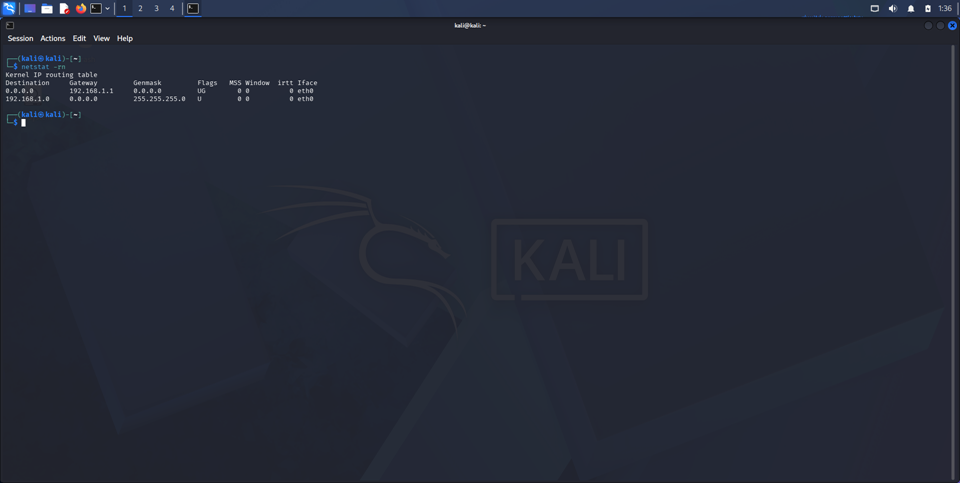 1 2 3 4 1:36
kali@kali: ~
Session Actions Edit View Help
┌──(kali㉿kali)-[~]
└─$ netstat -rn
Kernel IP routing table
Destination Gateway Genmask Flags MSS Window irtt Iface
0.0.0.0 192.168.1.1 0.0.0.0 UG 0 0 0 eth0
192.168.1.0 0.0.0.0 255.255.255.0 U 0 0 0 eth0
┌──(kali㉿kali)-[~]
└─$
KALI